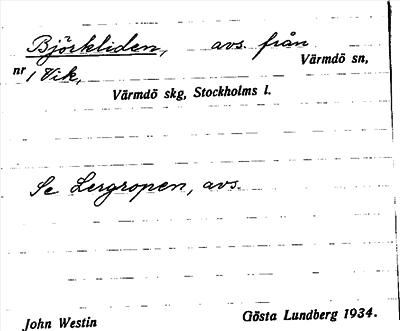 Björkliden, avs. från
Värmdö sn,
nr 1 Vik,
Värmdö skg, Stockholms l.
Se Lergropen, avs.
John Westin
Gösta Lundberg 1934.